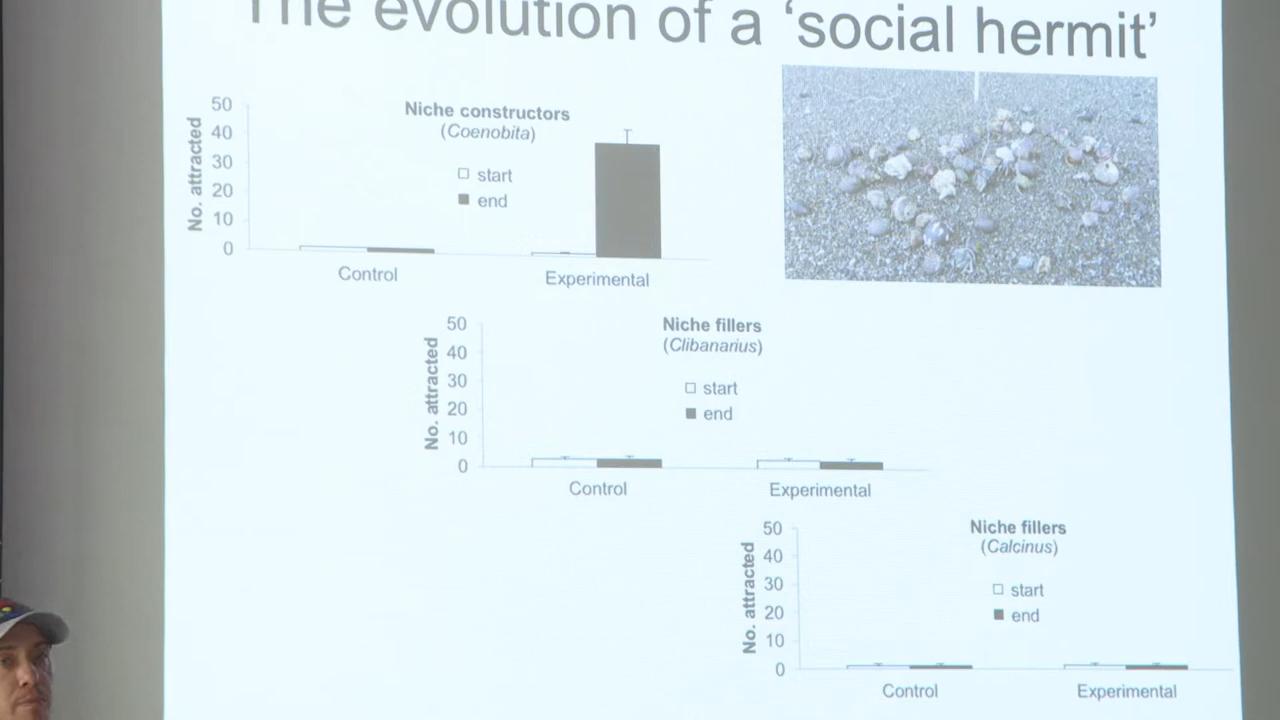 The evolution of a ‘social hermit’
Niche constructors
(Coenobita)
No. attracted
50
40
30
20
10
0
start
end
Control
Experimental
Niche fillers
(Clibanarius)
No. attracted
50
40
30
20
10
0
start
end
Control
Experimental
Niche fillers
(Calcinus)
No. attracted
50
40
30
20
10
0
start
end
Control
Experimental